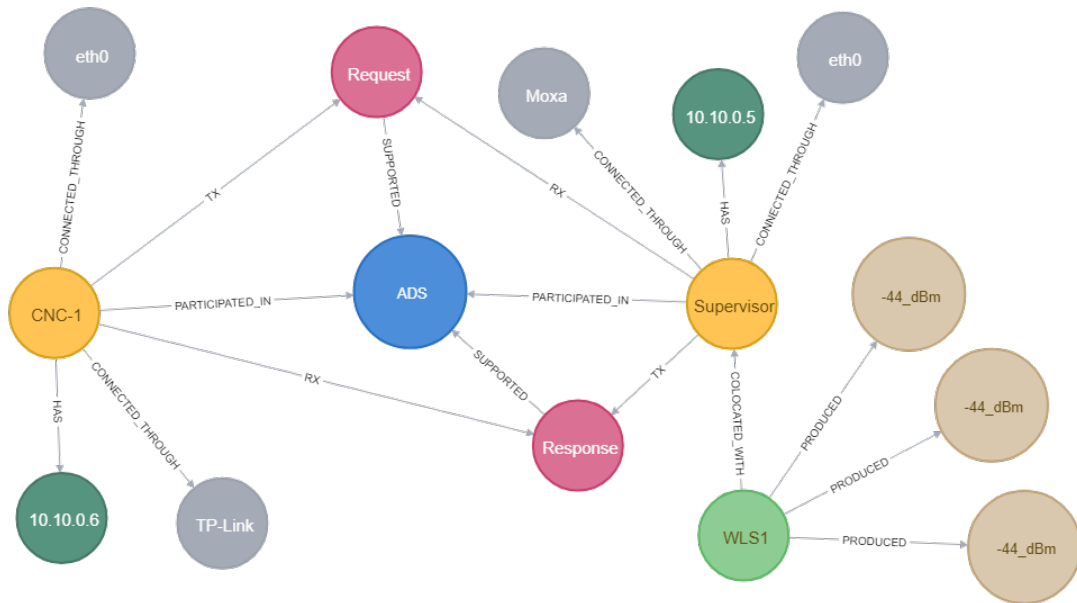 eth0
Request
Moxa
10.10.0.5
eth0
CONNECTED_THROUGH
TX
SUPPORTED
RX
CONNECTED_THROUGH
HAS
CONNECTED_THROUGH
CNC-1
PARTICIPATED_IN
ADS
PARTICIPATED_IN
Supervisor
-44_dBm
HAS
CONNECTED_THROUGH
RX
SUPPORTED
TX
COLOCATED_WITH
PRODUCED
-44_dBm
Response
PRODUCED
10.10.0.6
TP-Link
WLS1
PRODUCED
-44_dBm